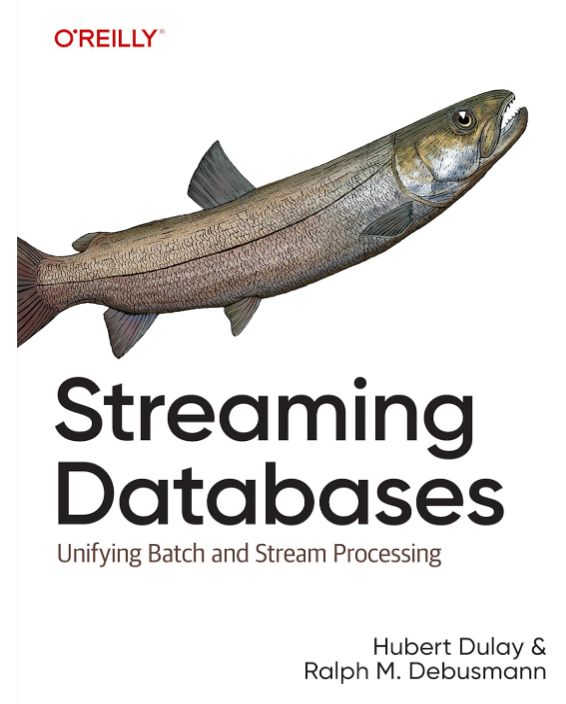 O'REILLY®
Streaming
Databases
Unifying Batch and Stream Processing
Hubert Dulay &
Ralph M. Debusmann